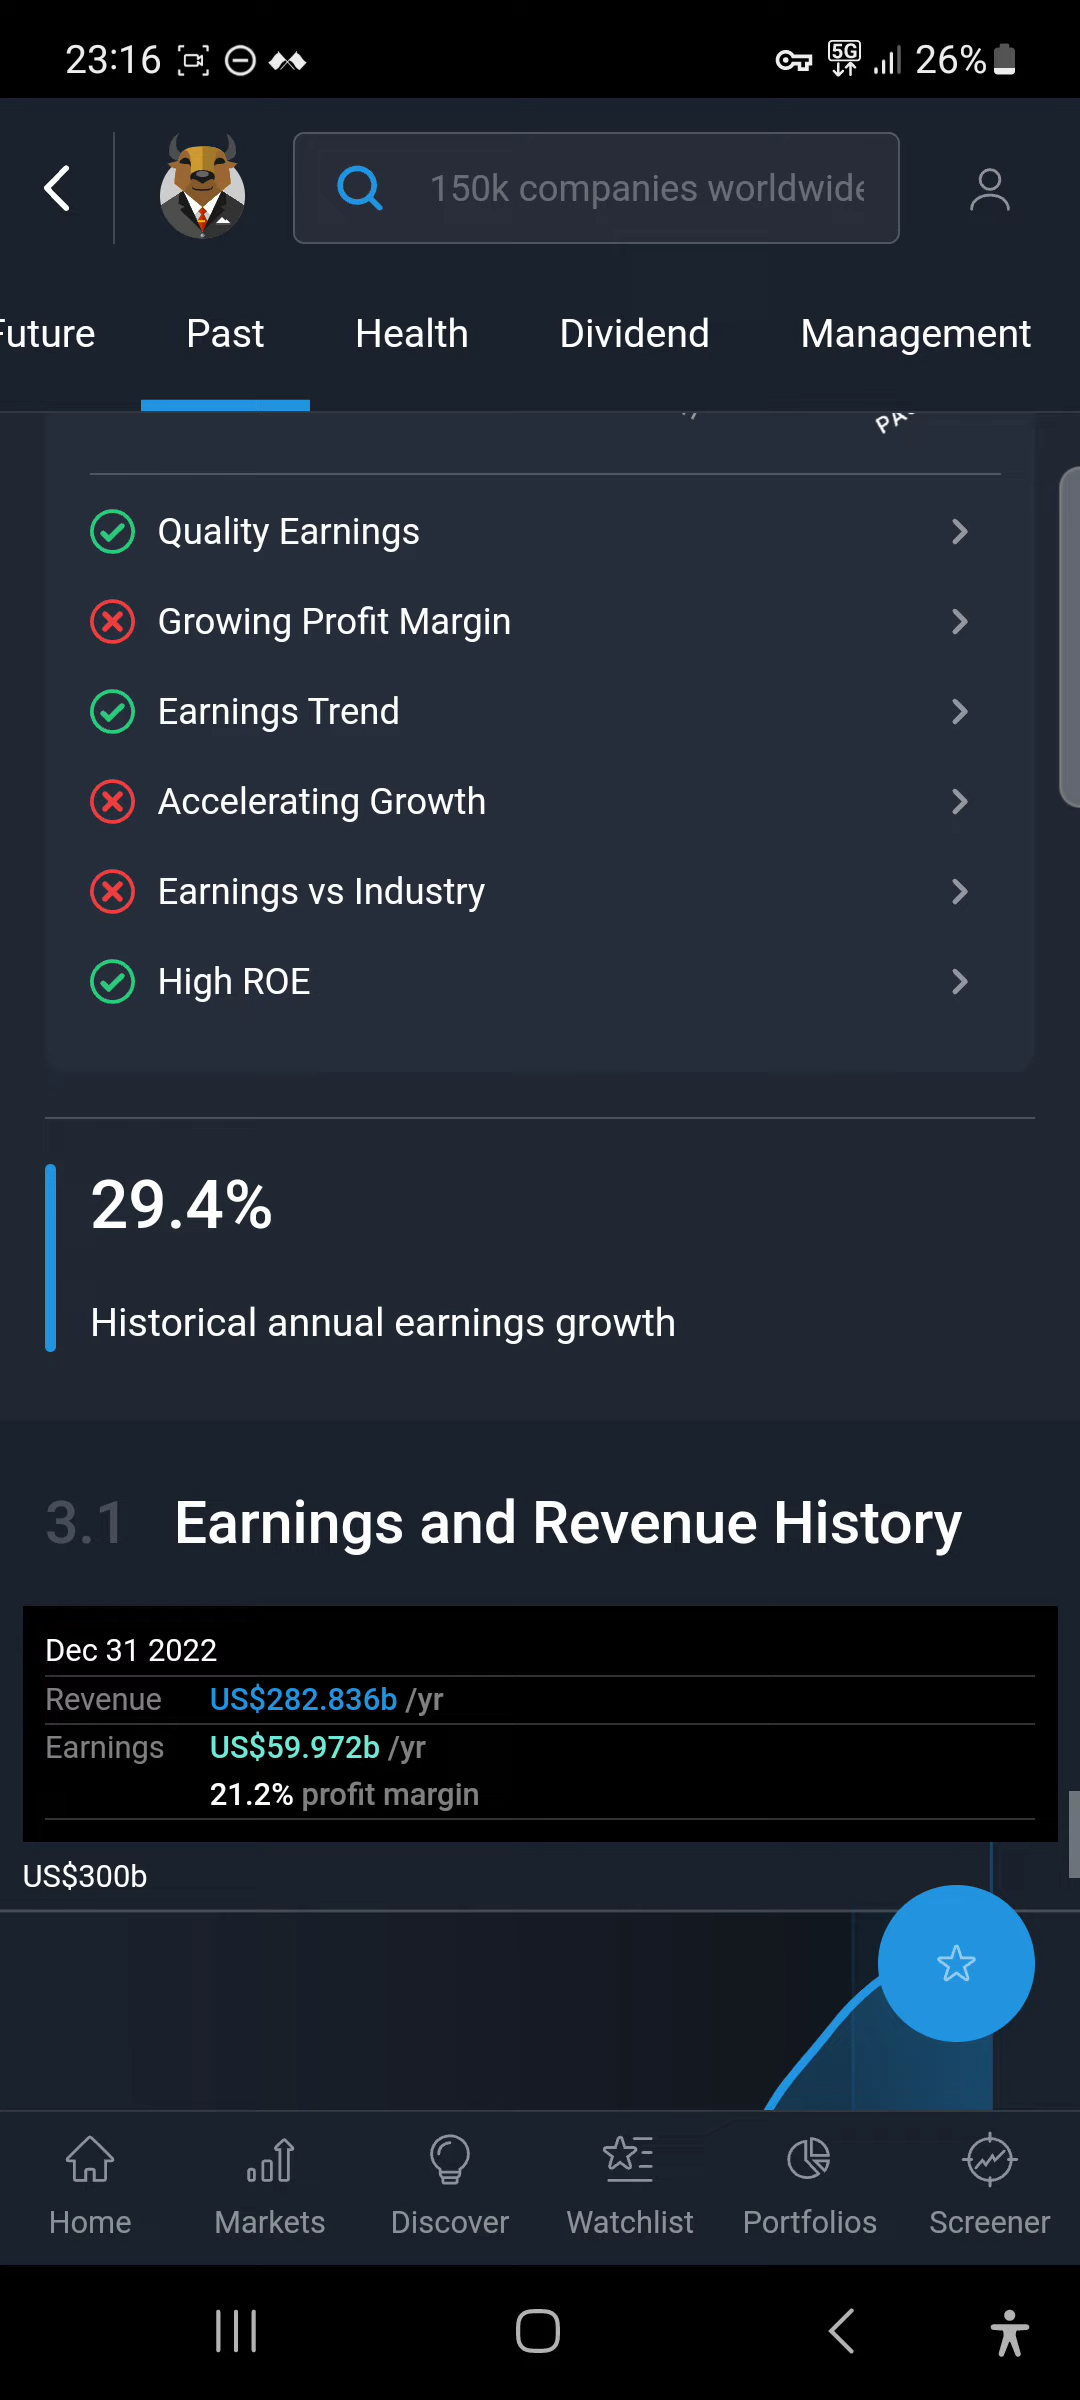 23:16
5G
26%
150k companies worldwide
Future
Past
Health
Dividend
Management
Quality Earnings
Growing Profit Margin
Earnings Trend
Accelerating Growth
Earnings vs Industry
High ROE
29.4%
Historical annual earnings growth
3.1 Earnings and Revenue History
Dec 31 2022
Revenue US$282.836b /yr
Earnings US$59.972b /yr
21.2% profit margin
US$300b
Home
Markets
Discover
Watchlist
Portfolios
Screener